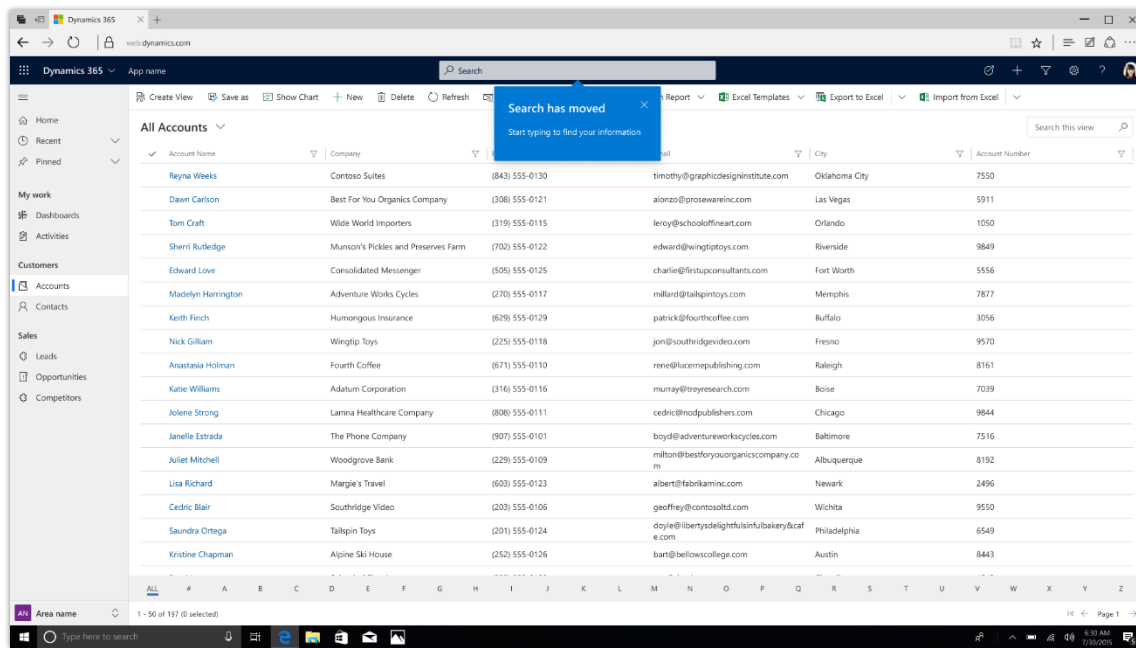 Dynamics 365
web.dynamics.com
Dynamics 365 App name Search
Create View Save as Show Chart + New Delete Refresh Report Excel Templates Export to Excel Import from Excel
Search has moved
Start typing to find your information
Home
Recent
Pinned
My work
Dashboards
Activities
Customers
Accounts
Contacts
Sales
Leads
Opportunities
Competitors
AN Area name
All Accounts
Search this view
Account Name Company City Account Number
Reyna Weeks Contoso Suites (843) 555-0130 timothy@graphicdesigninstitute.com Oklahoma City 7550
Dawn Carlson Best For You Organics Company (308) 555-0121 alonzo@prosewareinc.com Las Vegas 5911
Tom Craft Wide World Importers (319) 555-0115 leroy@schooloffineart.com Orlando 1050
Sherri Rutledge Munson's Pickles and Preserves Farm (702) 555-0122 edward@wingtiptoys.com Riverside 9849
Edward Love Consolidated Messenger (505) 555-0125 charlie@firstupconsultants.com Fort Worth 5556
Madelyn Harrington Adventure Works Cycles (270) 555-0117 millard@tailspintoys.com Memphis 7877
Keith Finch Humongous Insurance (629) 555-0129 patrick@fourthcoffee.com Buffalo 3056
Nick Gilliam Wingtip Toys (225) 555-0118 jon@southridgevideo.com Fresno 9570
Anastasia Holman Fourth Coffee (671) 555-0110 rene@lucernepublishing.com Raleigh 8161
Katie Williams Adatum Corporation (316) 555-0116 murray@treyresearch.com Boise 7039
Jolene Strong Lamna Healthcare Company (808) 555-0111 cedric@nodpublishers.com Chicago 9844
Janelle Estrada The Phone Company (907) 555-0101 boyd@adventureworkscycles.com Baltimore 7516
Juliet Mitchell Woodgrove Bank (229) 555-0109 milton@bestforyouorganicscompany.co
m Albuquerque 8192
Lisa Richard Margie's Travel (603) 555-0123 albert@fabrikaminc.com Newark 2496
Cedric Blair Southridge Video (203) 555-0106 geoffrey@contosoltd.com Wichita 9550
Saundra Ortega Tailspin Toys (201) 555-0124 doyle@libertysdelightfulsinfulbakery&caf
e.com Philadelphia 6549
Kristine Chapman Alpine Ski House (252) 555-0126 bart@bellowscollege.com Austin 8443
ALL # A B C D E F G H I J K L M N O P Q R S T U V W X Y Z
1 - 50 of 197 (0 selected) Page 1
Type here to search
6:30 AM
7/30/2015